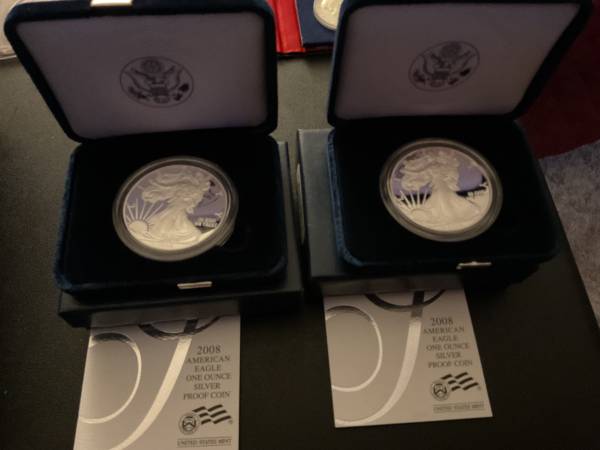 2008
AMERICAN
EAGLE
ONE OUNCE
SILVER
PROOF COIN
UNITED STATES MINT
2008
AMERICAN
EAGLE
ONE OUNCE
SILVER
PROOF COIN
UNITED STATES MINT